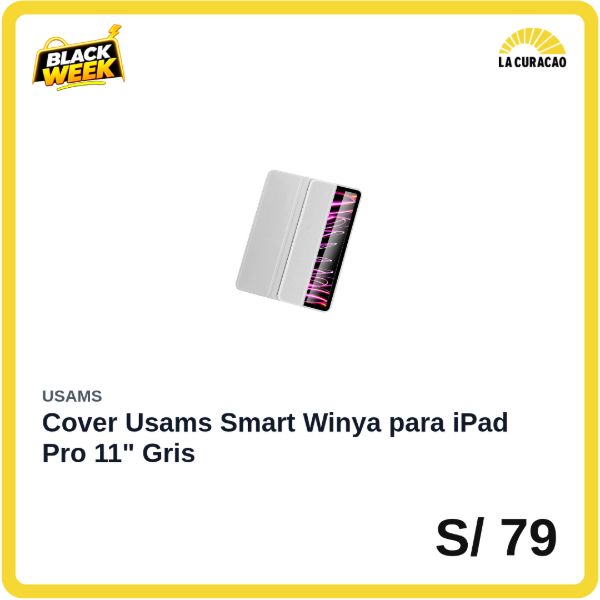 BLACK
WEEK
LA CURACAO
USAMS
Cover Usams Smart Winya para iPad
Pro 11" Gris
S/ 79